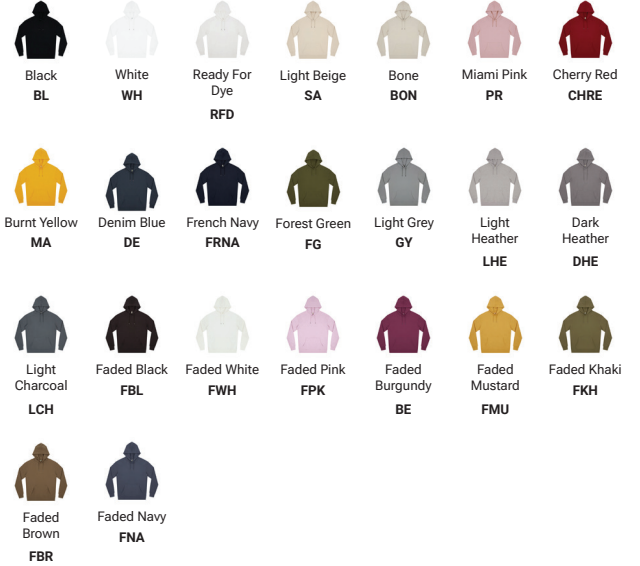 Black
BL
White
WH
Ready For
Dye
RFD
Light Beige
SA
Bone
BON
Miami Pink
PR
Cherry Red
CHRE
Burnt Yellow
MA
Denim Blue
DE
French Navy
FRNA
Forest Green
FG
Light Grey
GY
Light
Heather
LHE
Dark
Heather
DHE
Light
Charcoal
LCH
Faded Black
FBL
Faded White
FWH
Faded Pink
FPK
Faded
Burgundy
BE
Faded
Mustard
FMU
Faded Khaki
FKH
Faded
Brown
FBR
Faded Navy
FNA